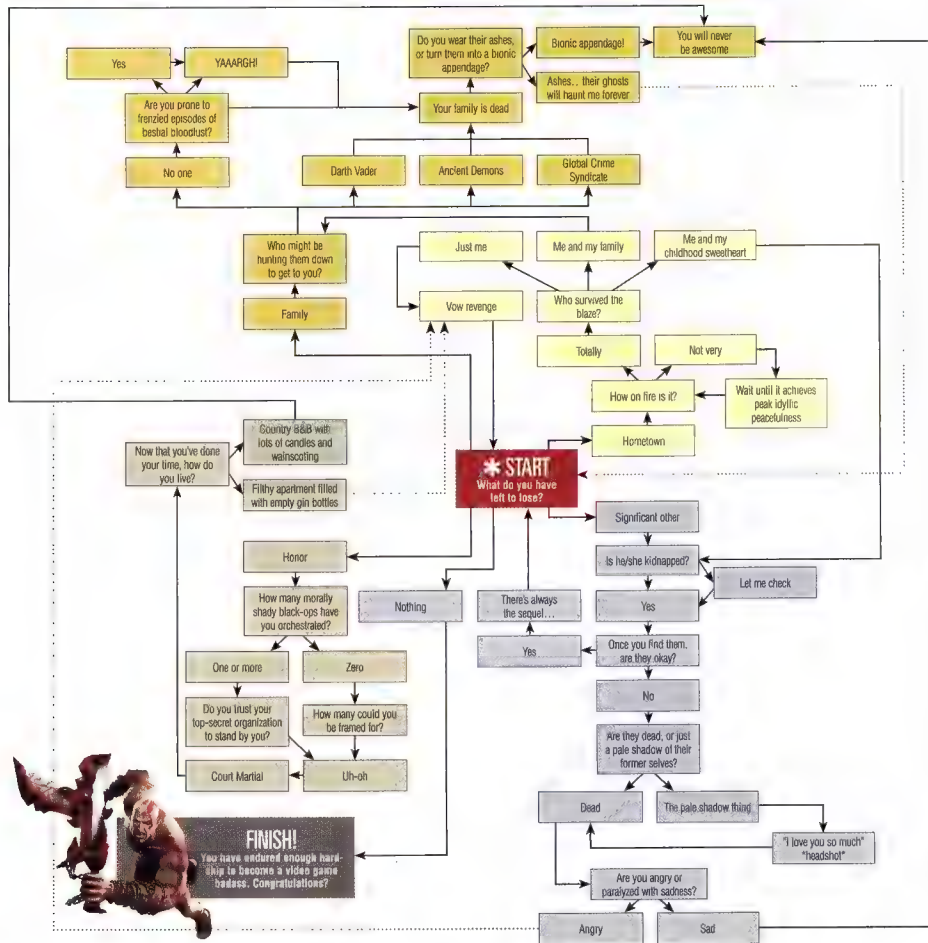 Do you wear their ashes,
or turn them into a bionic
appendage?
Bionic appendage!
You will never
be awesome
Yes
YAAARGH!
Ashes... their ghosts
will haunt me forever
Are you prone to
frenzied episodes of
bestial bloodlust?
Your family is dead
No one
Darth Vader
Ancient Demons
Global Crime
Syndicate
Who might be
hunting them down
to get to you?
Just me
Me and my family
Me and my
childhood sweetheart
Family
Vow revenge
Who survived the
blaze?
Totally
Not very
How on fire is it?
Wait until it achieves
peak idyllic
peacefulness
Hometown
Now that you've done
your time, how do
you live?
Country B&B with
lots of candles and
wainscoting
Filthy apartment filled
with empty gin bottles
* START
What do you have
left to lose?
Significant other
Honor
Is he/she kidnapped?
Let me check
How many morally
shady black-ops have
you orchestrated?
Nothing
There's always
the sequel...
Yes
Yes
Once you find them,
are they okay?
One or more
Zero
No
Do you trust your
top-secret organization
to stand by you?
How many could you
be framed for?
Are they dead, or just
a pale shadow of their
former selves?
Court Martial
Uh-oh
Dead
The pale shadow thing
FINISH!
You have endured enough hard-
ship to become a video game
badass. Congratulations?
"I love you so much"
*headshot*
Are you angry or
paralyzed with sadness?
Angry
Sad